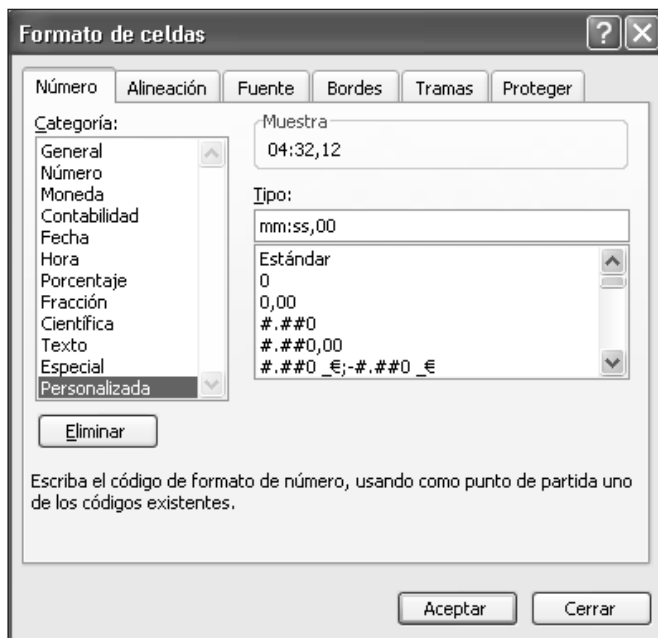 Formato de celdas
Número Alineación Fuente Bordes Tramas Proteger
Categoría:
General
Número
Moneda
Contabilidad
Fecha
Hora
Porcentaje
Fracción
Científica
Texto
Especial
Personalizada
Muestra
04:32,12
Tipo:
mm:ss,00
Estándar
0
0,00
#.##0
#.##0,00
#.##0 _€;-#.##0 _€
Eliminar
Escriba el código de formato de número, usando como punto de partida uno
de los códigos existentes.
Aceptar Cerrar